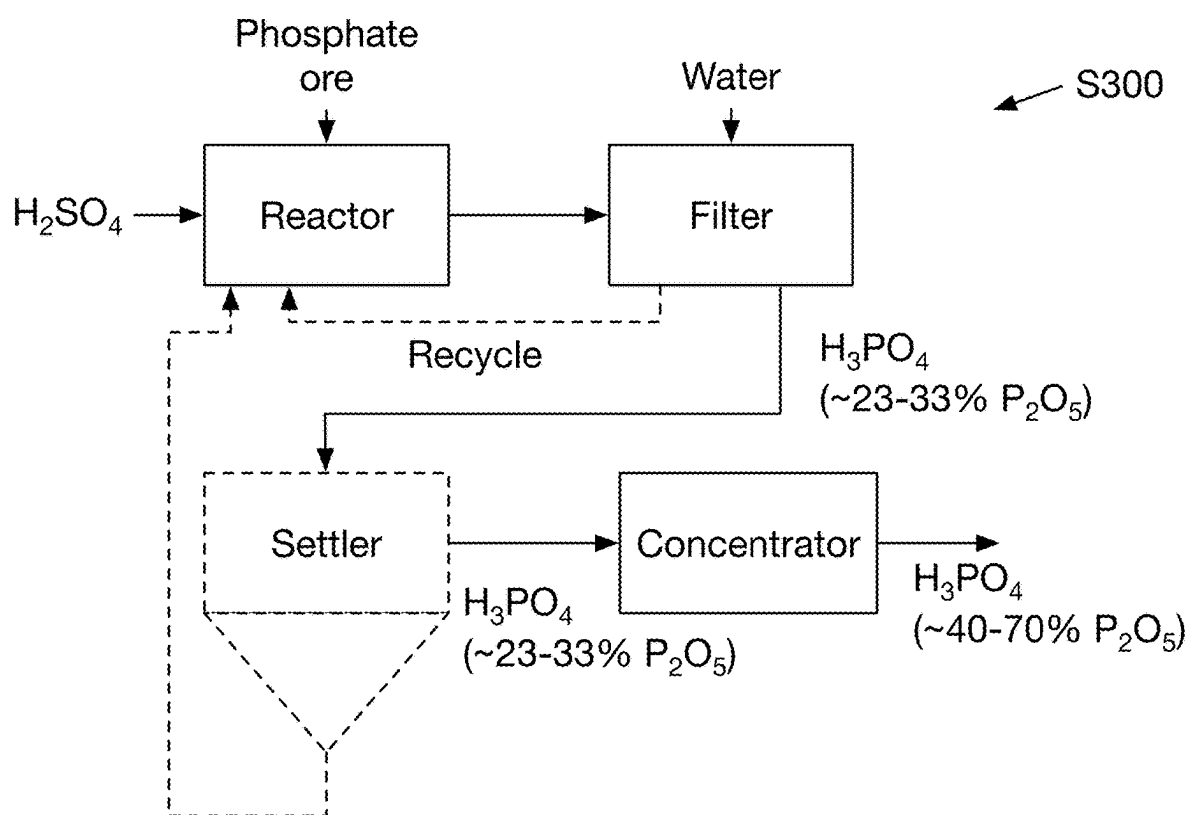 Phosphate
ore
Water
S300
H₂SO₄
Reactor
Filter
Recycle
H₃PO₄
(~23-33% P₂O₅)
Settler
Concentrator
H₃PO₄
(~23-33% P₂O₅)
H₃PO₄
(~40-70% P₂O₅)